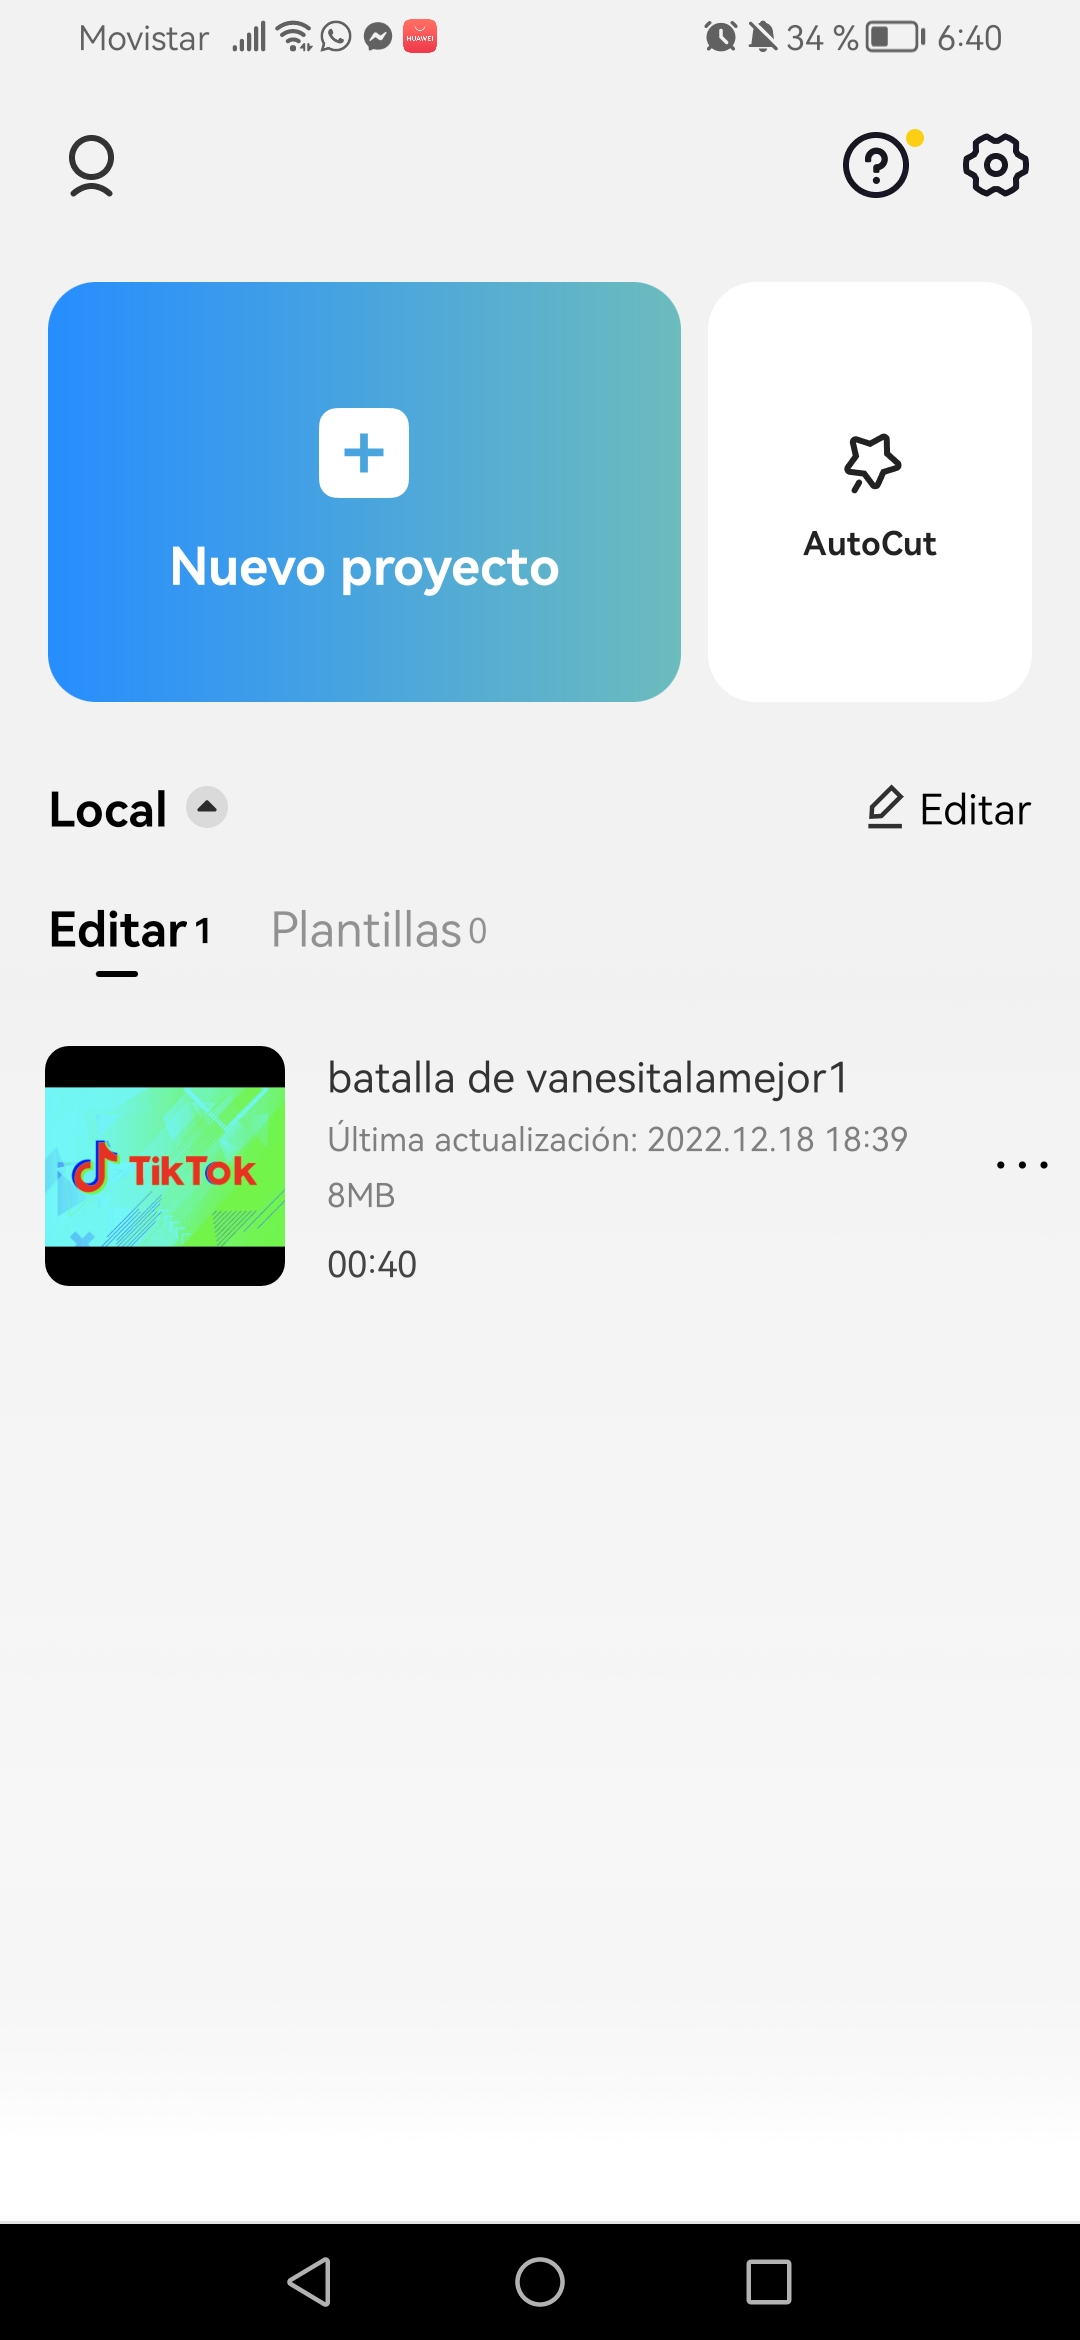 Movistar HUAWEI 34 % 6:40
Nuevo proyecto
AutoCut
Local Editar
Editar 1 Plantillas 0
TikTok
batalla de vanesitalamejor1
Última actualización: 2022.12.18 18:39
8MB
00:40